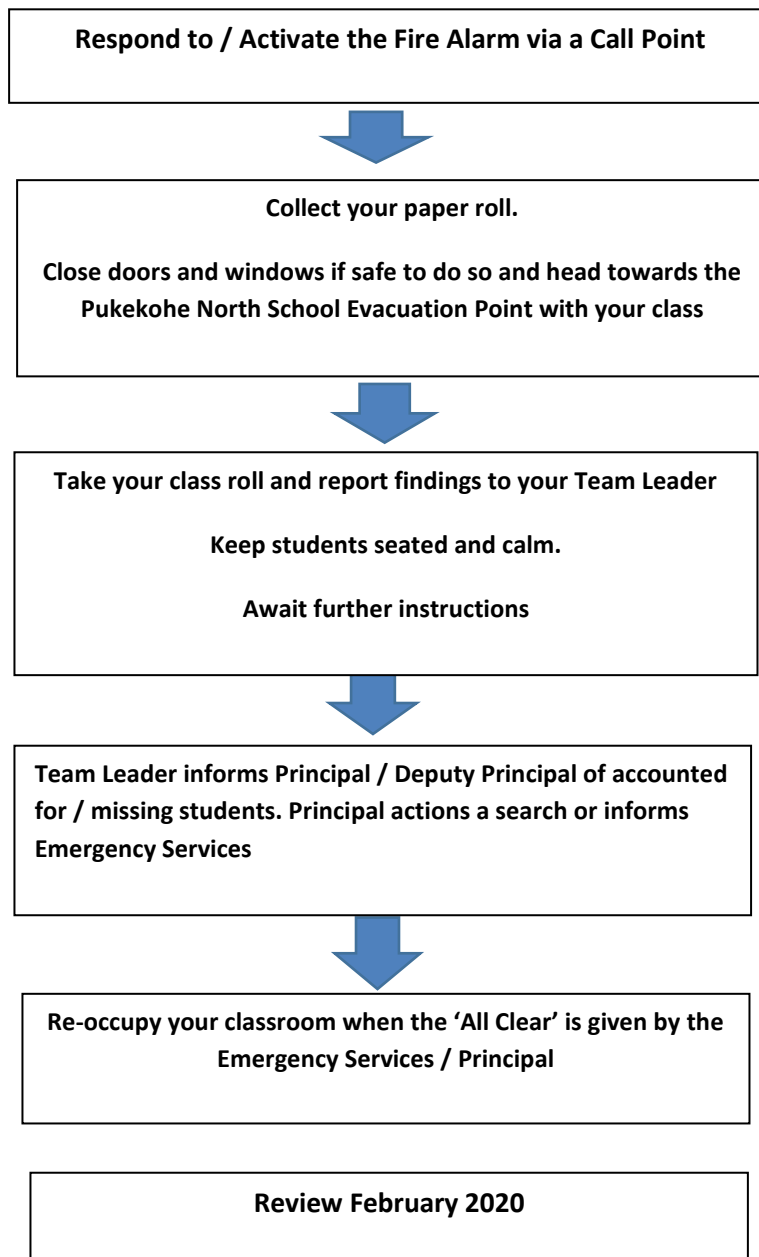 Respond to / Activate the Fire Alarm via a Call Point
Collect your paper roll.
Close doors and windows if safe to do so and head towards the
Pukekohe North School Evacuation Point with your class
Take your class roll and report findings to your Team Leader
Keep students seated and calm.
Await further instructions
Team Leader informs Principal / Deputy Principal of accounted
for / missing students. Principal actions a search or informs
Emergency Services
Re-occupy your classroom when the ‘All Clear’ is given by the
Emergency Services / Principal
Review February 2020